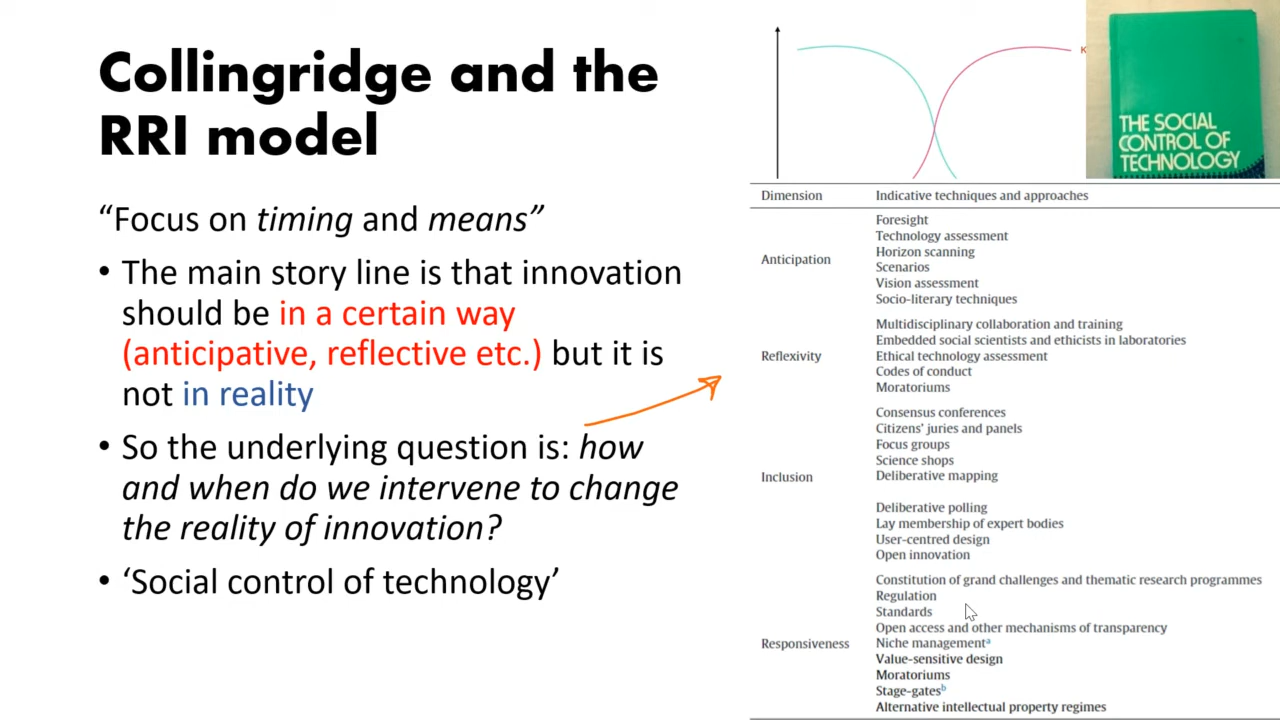 Collingridge and the
RRI model
“Focus on timing and means”
• The main story line is that innovation
should be in a certain way
(anticipative, reflective etc.) but it is
not in reality
• So the underlying question is: how
and when do we intervene to change
the reality of innovation?
• ‘Social control of technology’
K
THE SOCIAL
CONTROL OF
TECHNOLOGY
Dimension Indicative techniques and approaches
Foresight
Technology assessment
Anticipation Horizon scanning
Scenarios
Vision assessment
Socio-literary techniques
Multidisciplinary collaboration and training
Embedded social scientists and ethicists in laboratories
Reflexivity Ethical technology assessment
Codes of conduct
Moratoriums
Consensus conferences
Citizens’ juries and panels
Focus groups
Science shops
Inclusion Deliberative mapping
Deliberative polling
Lay membership of expert bodies
User-centred design
Open innovation
Constitution of grand challenges and thematic research programmes
Regulation
Standards
Open access and other mechanisms of transparency
Responsiveness Niche managementᵃ
Value-sensitive design
Moratoriums
Stage-gatesᵇ
Alternative intellectual property regimes